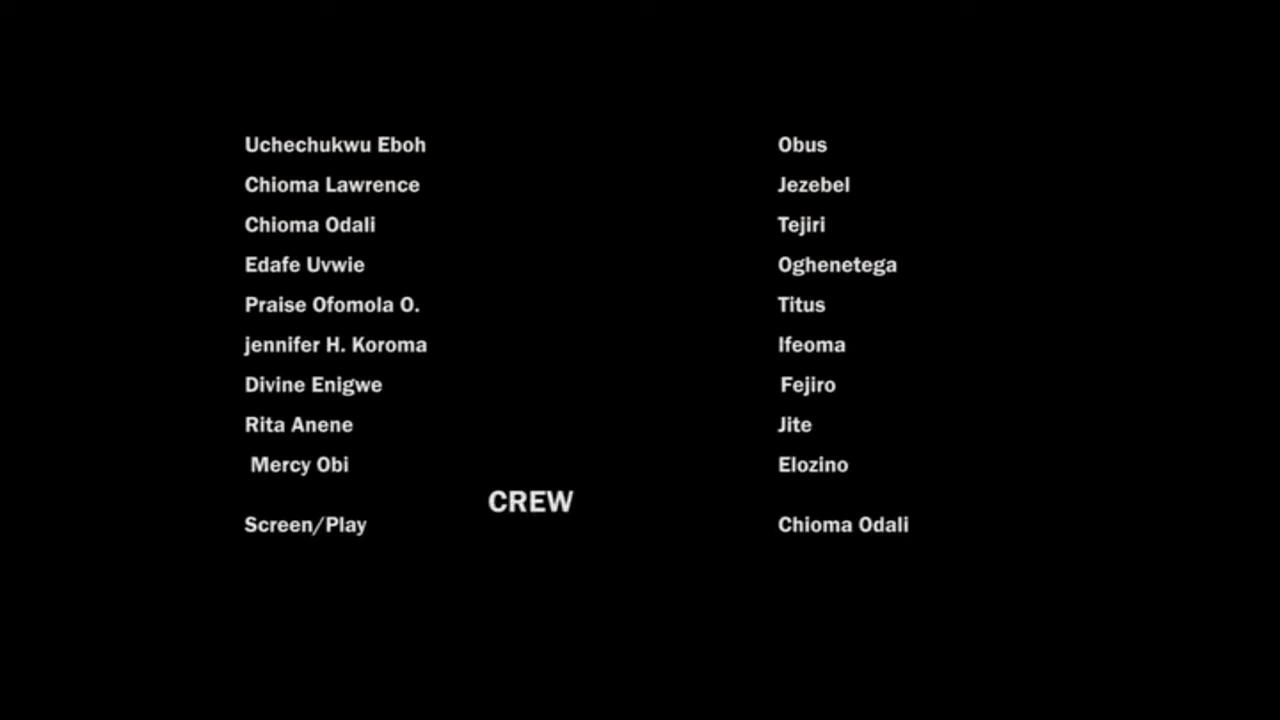 Uchechukwu Eboh Obus
Chioma Lawrence Jezebel
Chioma Odali Tejiri
Edafe Uvwie Oghenetega
Praise Ofomola O. Titus
jennifer H. Koroma Ifeoma
Divine Enigwe Fejiro
Rita Anene Jite
Mercy Obi Elozino
CREW
Screen/Play Chioma Odali